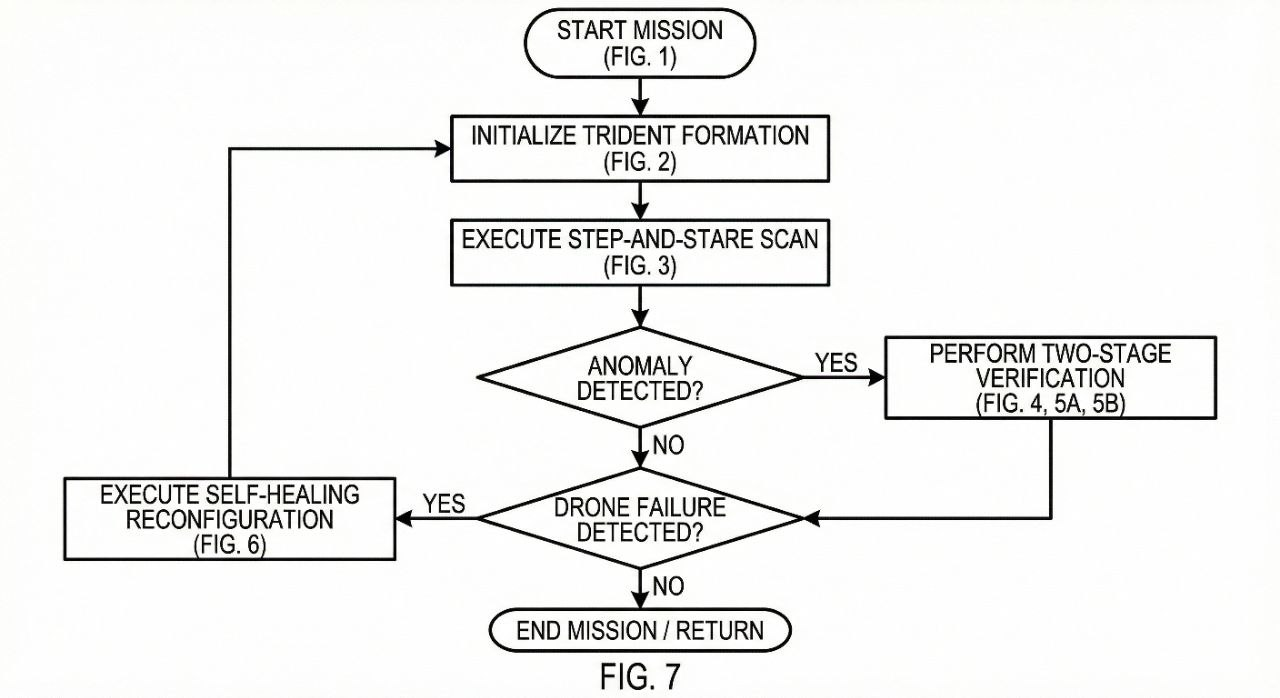 START MISSION
(FIG. 1)
INITIALIZE TRIDENT FORMATION
(FIG. 2)
EXECUTE STEP-AND-STARE SCAN
(FIG. 3)
ANOMALY
DETECTED?
YES
PERFORM TWO-STAGE
VERIFICATION
(FIG. 4, 5A, 5B)
NO
DRONE FAILURE
DETECTED?
YES
EXECUTE SELF-HEALING
RECONFIGURATION
(FIG. 6)
NO
END MISSION / RETURN
FIG. 7